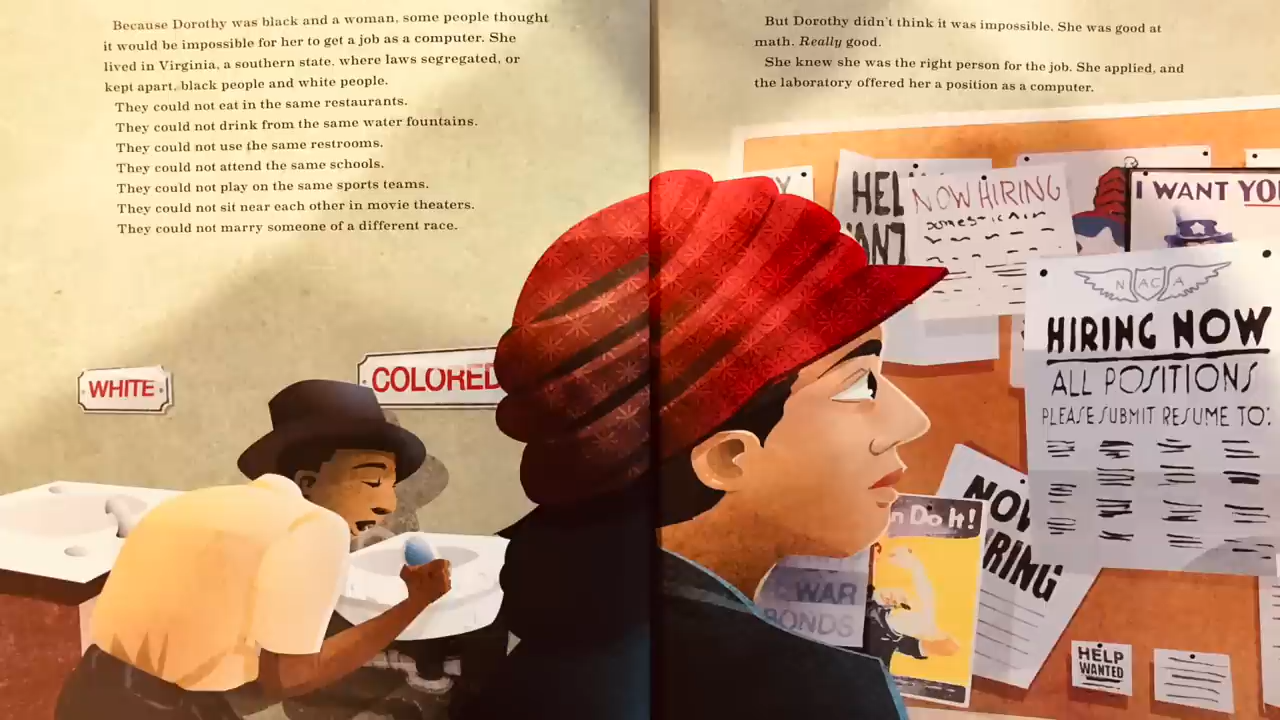 Because Dorothy was black and a woman, some people thought
it would be impossible for her to get a job as a computer. She
lived in Virginia, a southern state, where laws segregated, or
kept apart, black people and white people.
They could not eat in the same restaurants.
They could not drink from the same water fountains.
They could not use the same restrooms.
They could not attend the same schools.
They could not play on the same sports teams.
They could not sit near each other in movie theaters.
They could not marry someone of a different race.
WHITE
COLORED
But Dorothy didn't think it was impossible. She was good at
math. Really good.
She knew she was the right person for the job. She applied, and
the laboratory offered her a position as a computer.
HEL
ANT
NOW HIRING
I WANT YO
NACA
HIRING NOW
ALL POSITIONS
PLEASE SUBMIT RESUME TO:
n Do It!
NOW
IRING
WAR
BONDS
HELP
WANTED